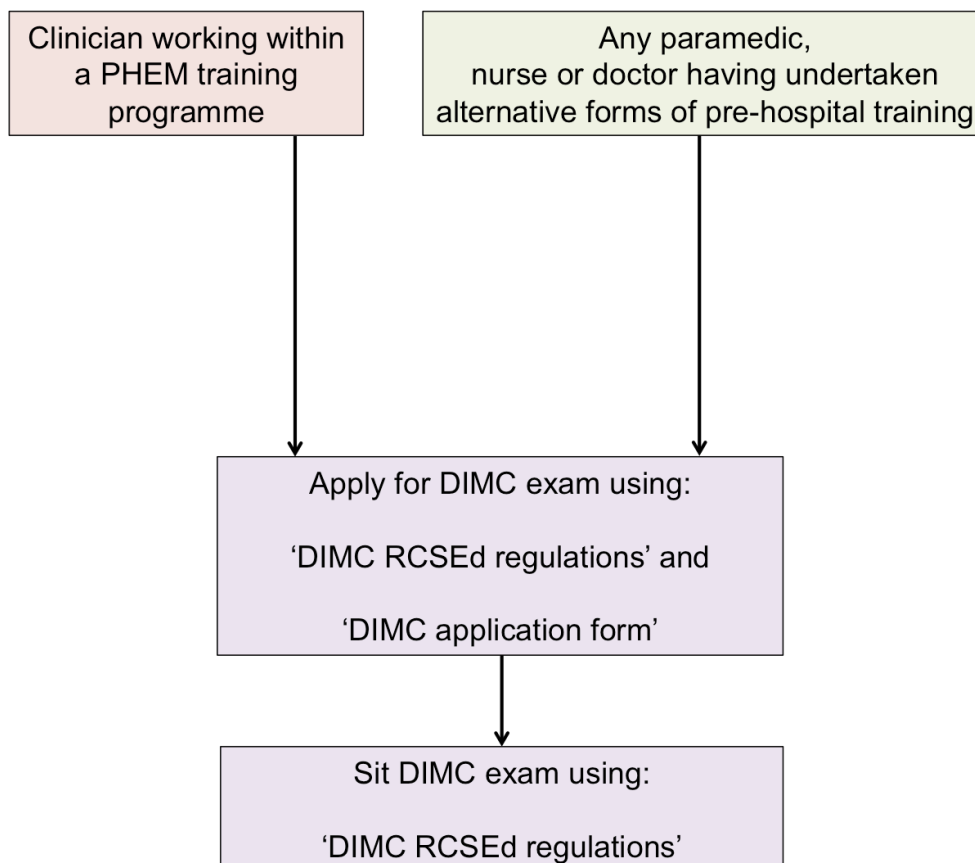 Clinician working within
a PHEM training
programme
Any paramedic,
nurse or doctor having undertaken
alternative forms of pre-hospital training
Apply for DIMC exam using:
‘DIMC RCSEd regulations’ and
‘DIMC application form’
Sit DIMC exam using:
‘DIMC RCSEd regulations’